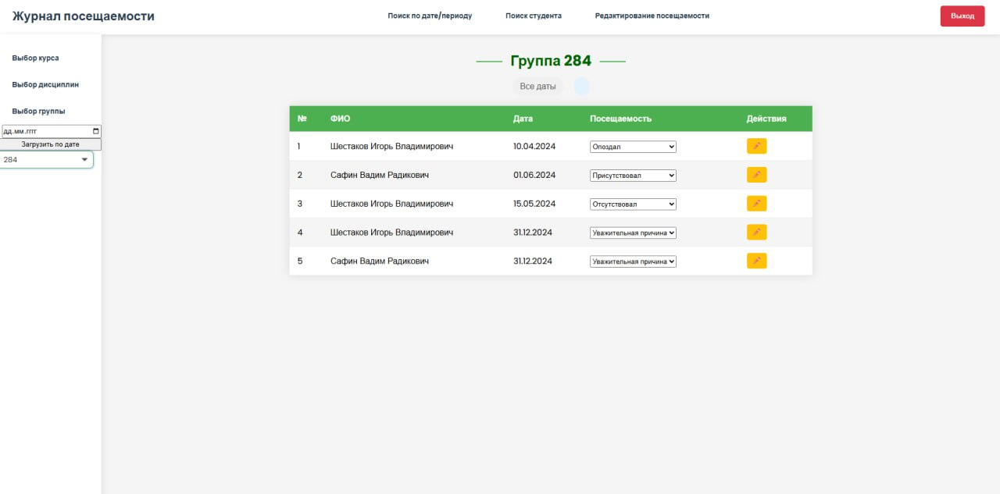 Журнал посещаемости
Поиск по дате/периоду
Поиск студента
Редактирование посещаемости
Выход
Выбор курса
Выбор дисциплин
Выбор группы
дд.мм.гггг
Загрузить по дате
284
Группа 284
Все даты
№ ФИО Дата Посещаемость Действия
1 Шестаков Игорь Владимирович 10.04.2024 Опоздал
2 Сафин Вадим Радикович 01.06.2024 Присутствовал
3 Шестаков Игорь Владимирович 15.05.2024 Отсутствовал
4 Шестаков Игорь Владимирович 31.12.2024 Уважительная причина
5 Сафин Вадим Радикович 31.12.2024 Уважительная причина